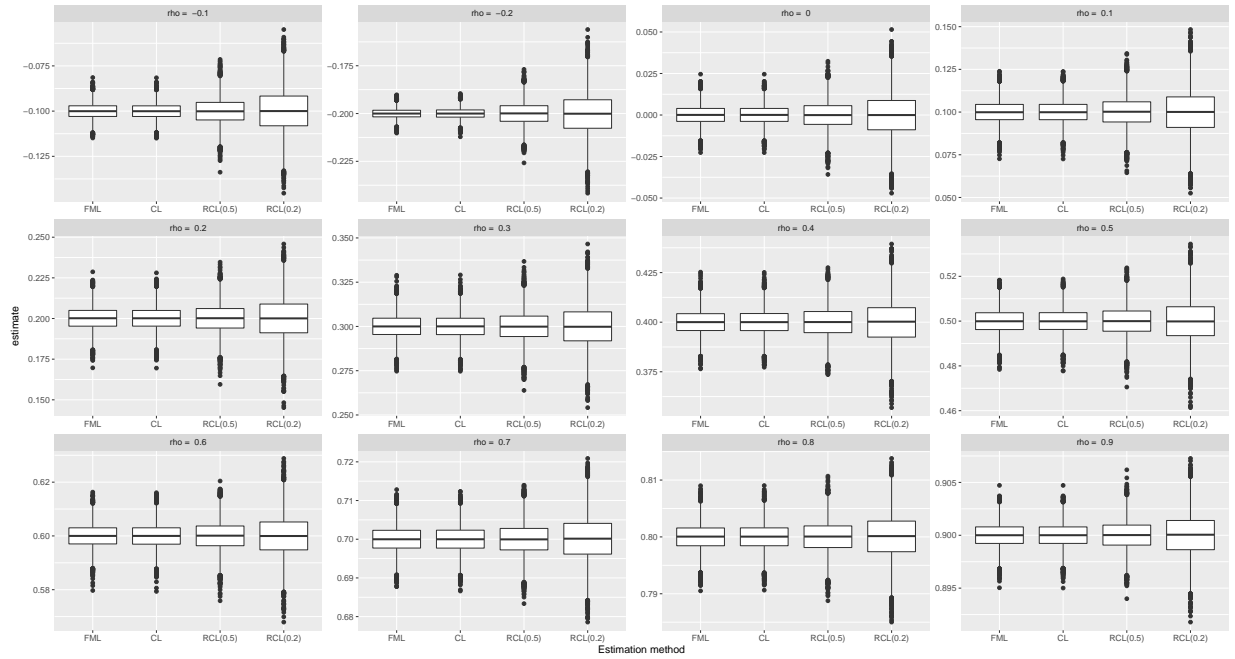 rho = −0.1
rho = −0.2
rho = 0
rho = 0.1
−0.075
−0.100
−0.125
−0.175
−0.200
−0.225
0.050
0.025
0.000
−0.025
−0.050
0.150
0.125
0.100
0.075
0.050
FML CL RCL(0.5) RCL(0.2)
FML CL RCL(0.5) RCL(0.2)
FML CL RCL(0.5) RCL(0.2)
FML CL RCL(0.5) RCL(0.2)
rho = 0.2
rho = 0.3
rho = 0.4
rho = 0.5
estimate
0.250
0.225
0.200
0.175
0.150
0.350
0.325
0.300
0.275
0.250
0.425
0.400
0.375
0.52
0.50
0.48
0.46
FML CL RCL(0.5) RCL(0.2)
FML CL RCL(0.5) RCL(0.2)
FML CL RCL(0.5) RCL(0.2)
FML CL RCL(0.5) RCL(0.2)
rho = 0.6
rho = 0.7
rho = 0.8
rho = 0.9
0.62
0.60
0.58
0.72
0.71
0.70
0.69
0.68
0.81
0.80
0.79
0.905
0.900
0.895
FML CL RCL(0.5) RCL(0.2)
FML CL RCL(0.5) RCL(0.2)
FML CL RCL(0.5) RCL(0.2)
FML CL RCL(0.5) RCL(0.2)
Estimation method